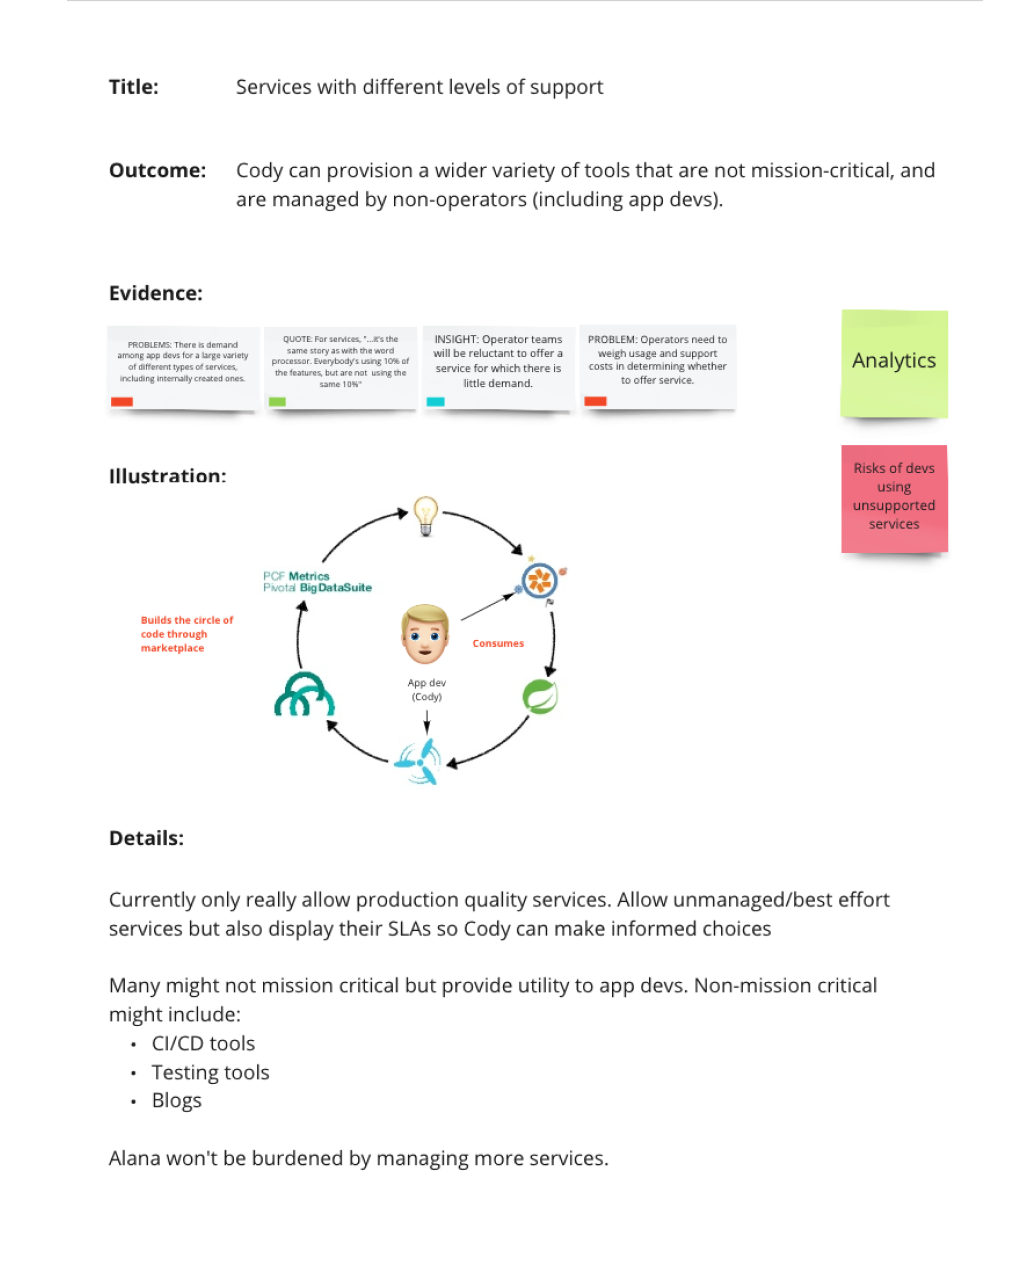 Title:
Services with different levels of support
Outcome:
Cody can provision a wider variety of tools that are not mission-critical, and
are managed by non-operators (including app devs).
Evidence:
PROBLEMS: There is demand
among app devs for a large variety
of different types of services,
including internally created ones.
QUOTE: For services, "...it's the
same story as with the word
processor. Everybody's using 10% of
the features, but are not using the
same 10%"
INSIGHT: Operator teams
will be reluctant to offer a
service for which there is
little demand.
PROBLEM: Operators need to
weigh usage and support
costs in determining whether
to offer service.
Analytics
Risks of devs
using
unsupported
services
Illustration:
PCF Metrics
Pivotal BigDataSuite
Builds the circle of
code through
marketplace
Consumes
App dev
(Cody)
Details:
Currently only really allow production quality services. Allow unmanaged/best effort
services but also display their SLAs so Cody can make informed choices
Many might not mission critical but provide utility to app devs. Non-mission critical
might include:
• CI/CD tools
• Testing tools
• Blogs
Alana won't be burdened by managing more services.